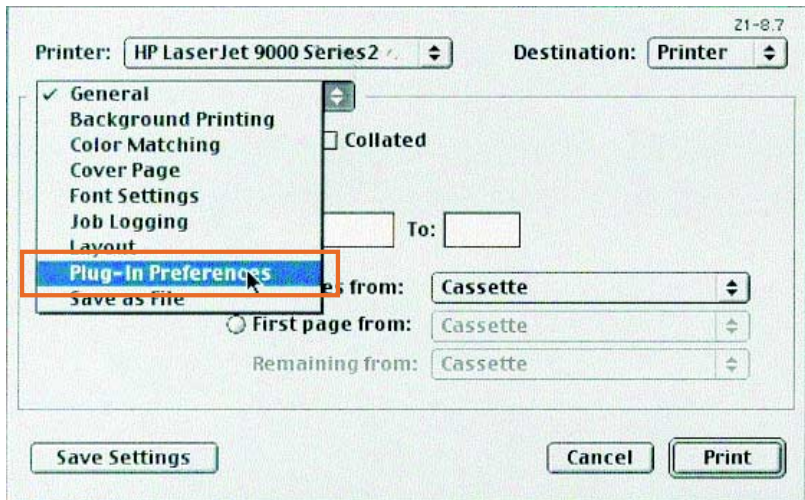 Z1-8.7
Printer: HP LaserJet 9000 Series2 Destination: Printer
General
Background Printing
Color Matching
Collated
Cover Page
Font Settings
Job Logging
To:
Layout
Plug-In Preferences
es from: Cassette
Save as File
First page from: Cassette
Remaining from: Cassette
Save Settings Cancel Print